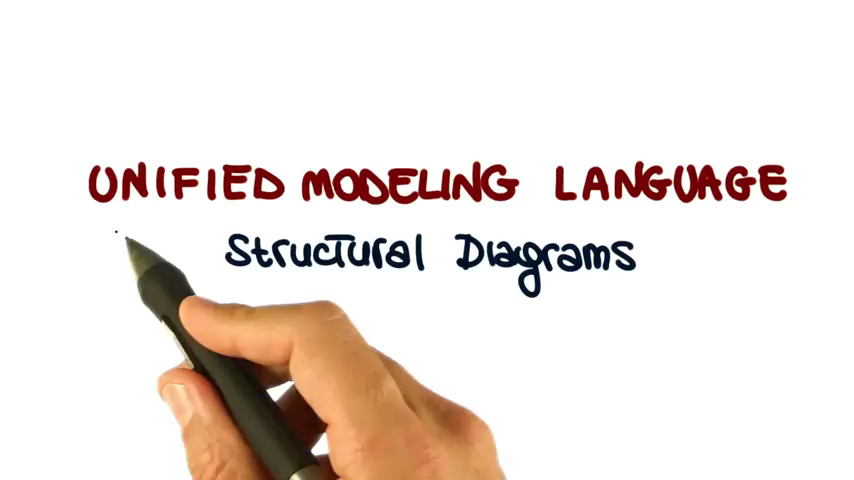 UNIFIED MODELING LANGUAGE
Structural Diagrams